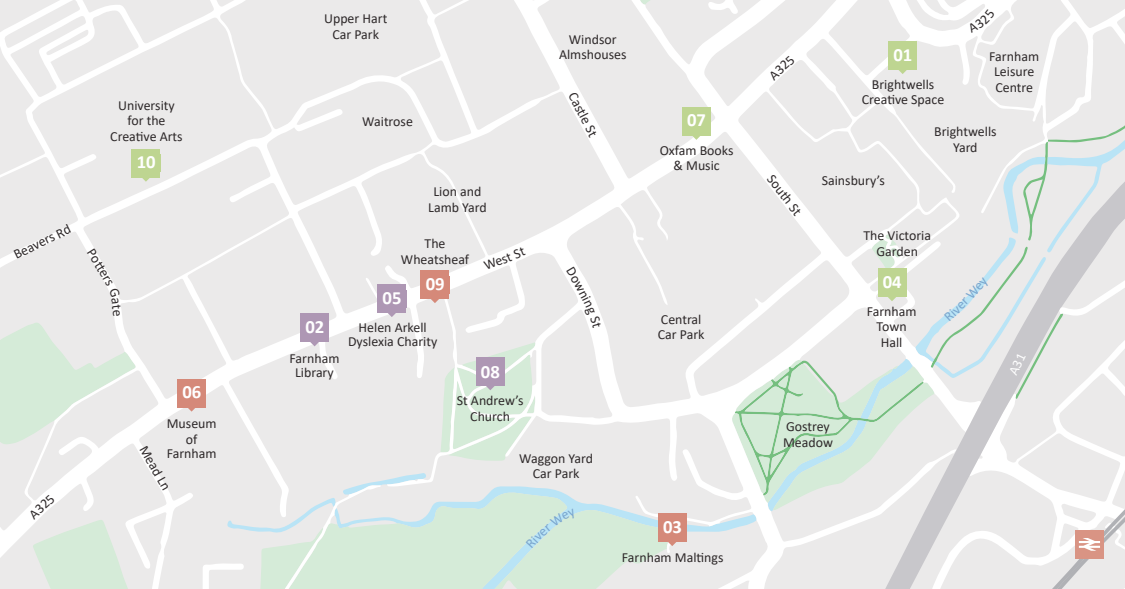 A325
Upper Hart
Car Park
Windsor
Almshouses
01
Farnham
Leisure
Centre
A325
Brightwells
Creative Space
University
for the
Creative Arts
10
Waitrose
Castle St
07
Oxfam Books
& Music
Brightwells
Yard
Lion and
Lamb Yard
South St
Sainsbury's
Beavers Rd
The
Wheatsheaf
09
West St
The Victoria
Garden
04
Farnham
Town
Hall
River Wey
Potters Gate
05
Helen Arkell
Dyslexia Charity
02
Farnham
Library
Downing St
Central
Car Park
A31
06
Museum
of
Farnham
08
St Andrew's
Church
Gostrey
Meadow
Mead Ln
Waggon Yard
Car Park
A325
River Wey
03
Farnham Maltings